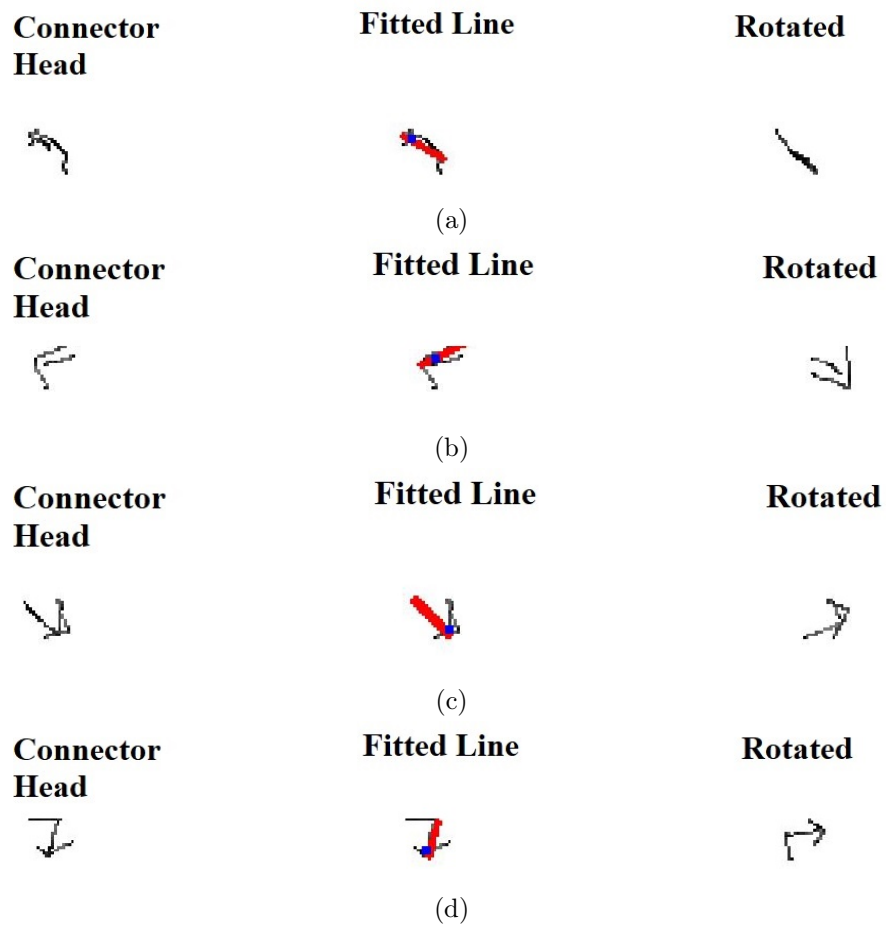 Connector Head
Fitted Line
Rotated
(a)
Connector Head
Fitted Line
Rotated
(b)
Connector Head
Fitted Line
Rotated
(c)
Connector Head
Fitted Line
Rotated
(d)